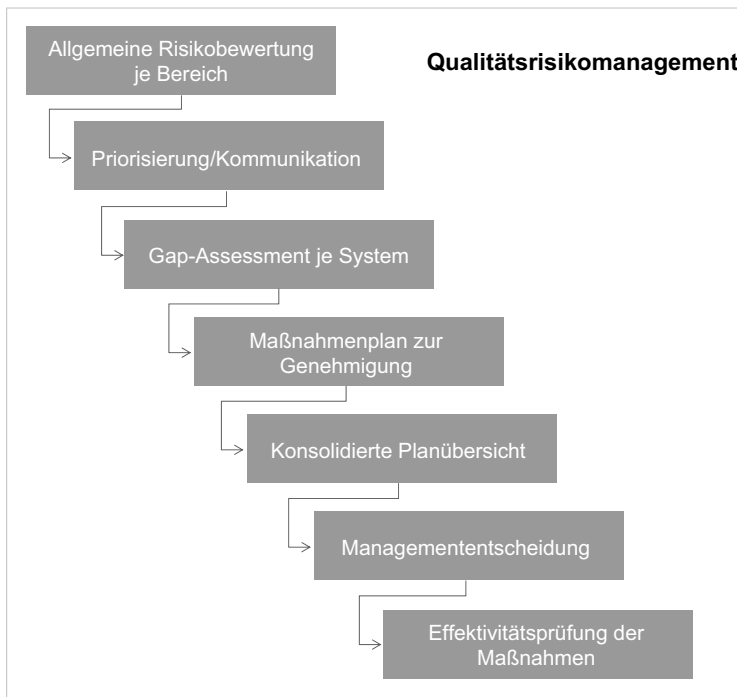 Qualitätsrisikomanagement
Allgemeine Risikobewertung
je Bereich
Priorisierung/Kommunikation
Gap-Assessment je System
Maßnahmenplan zur
Genehmigung
Konsolidierte Planübersicht
Managemententscheidung
Effektivitätsprüfung der
Maßnahmen